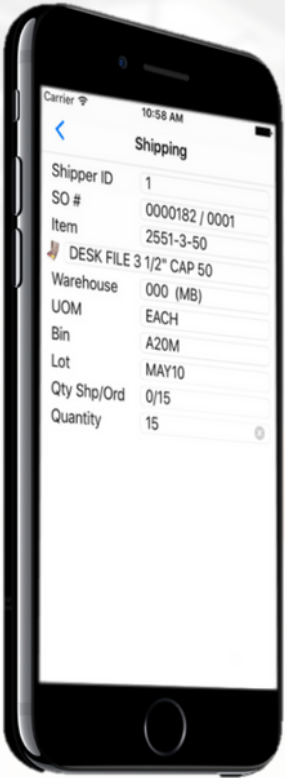 Carrier
10:58 AM
Shipping
Shipper ID 1
SO # 0000182 / 0001
Item 2551-3-50
DESK FILE 3 1/2" CAP 50
Warehouse 000 (MB)
UOM EACH
Bin A20M
Lot MAY10
Qty Shp/Ord 0/15
Quantity 15